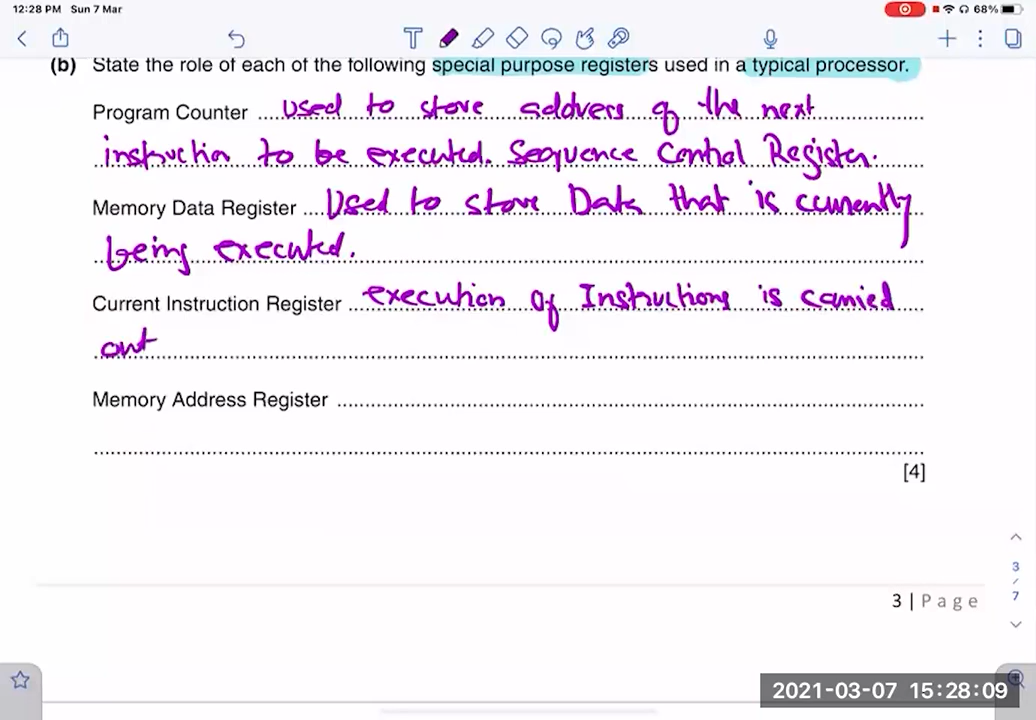 12:28 PM Sun 7 Mar 68%
(b) State the role of each of the following special purpose registers used in a typical processor.
Program Counter ....used to store address of the next
instruction to be executed. Sequence Control Register.
Memory Data Register ....Used to store Data that is currently
being executed.
Current Instruction Register ....execution of Instructions is carried
out
Memory Address Register ....
[4]
3
/
7
3 | Page
2021-03-07 15:28:09